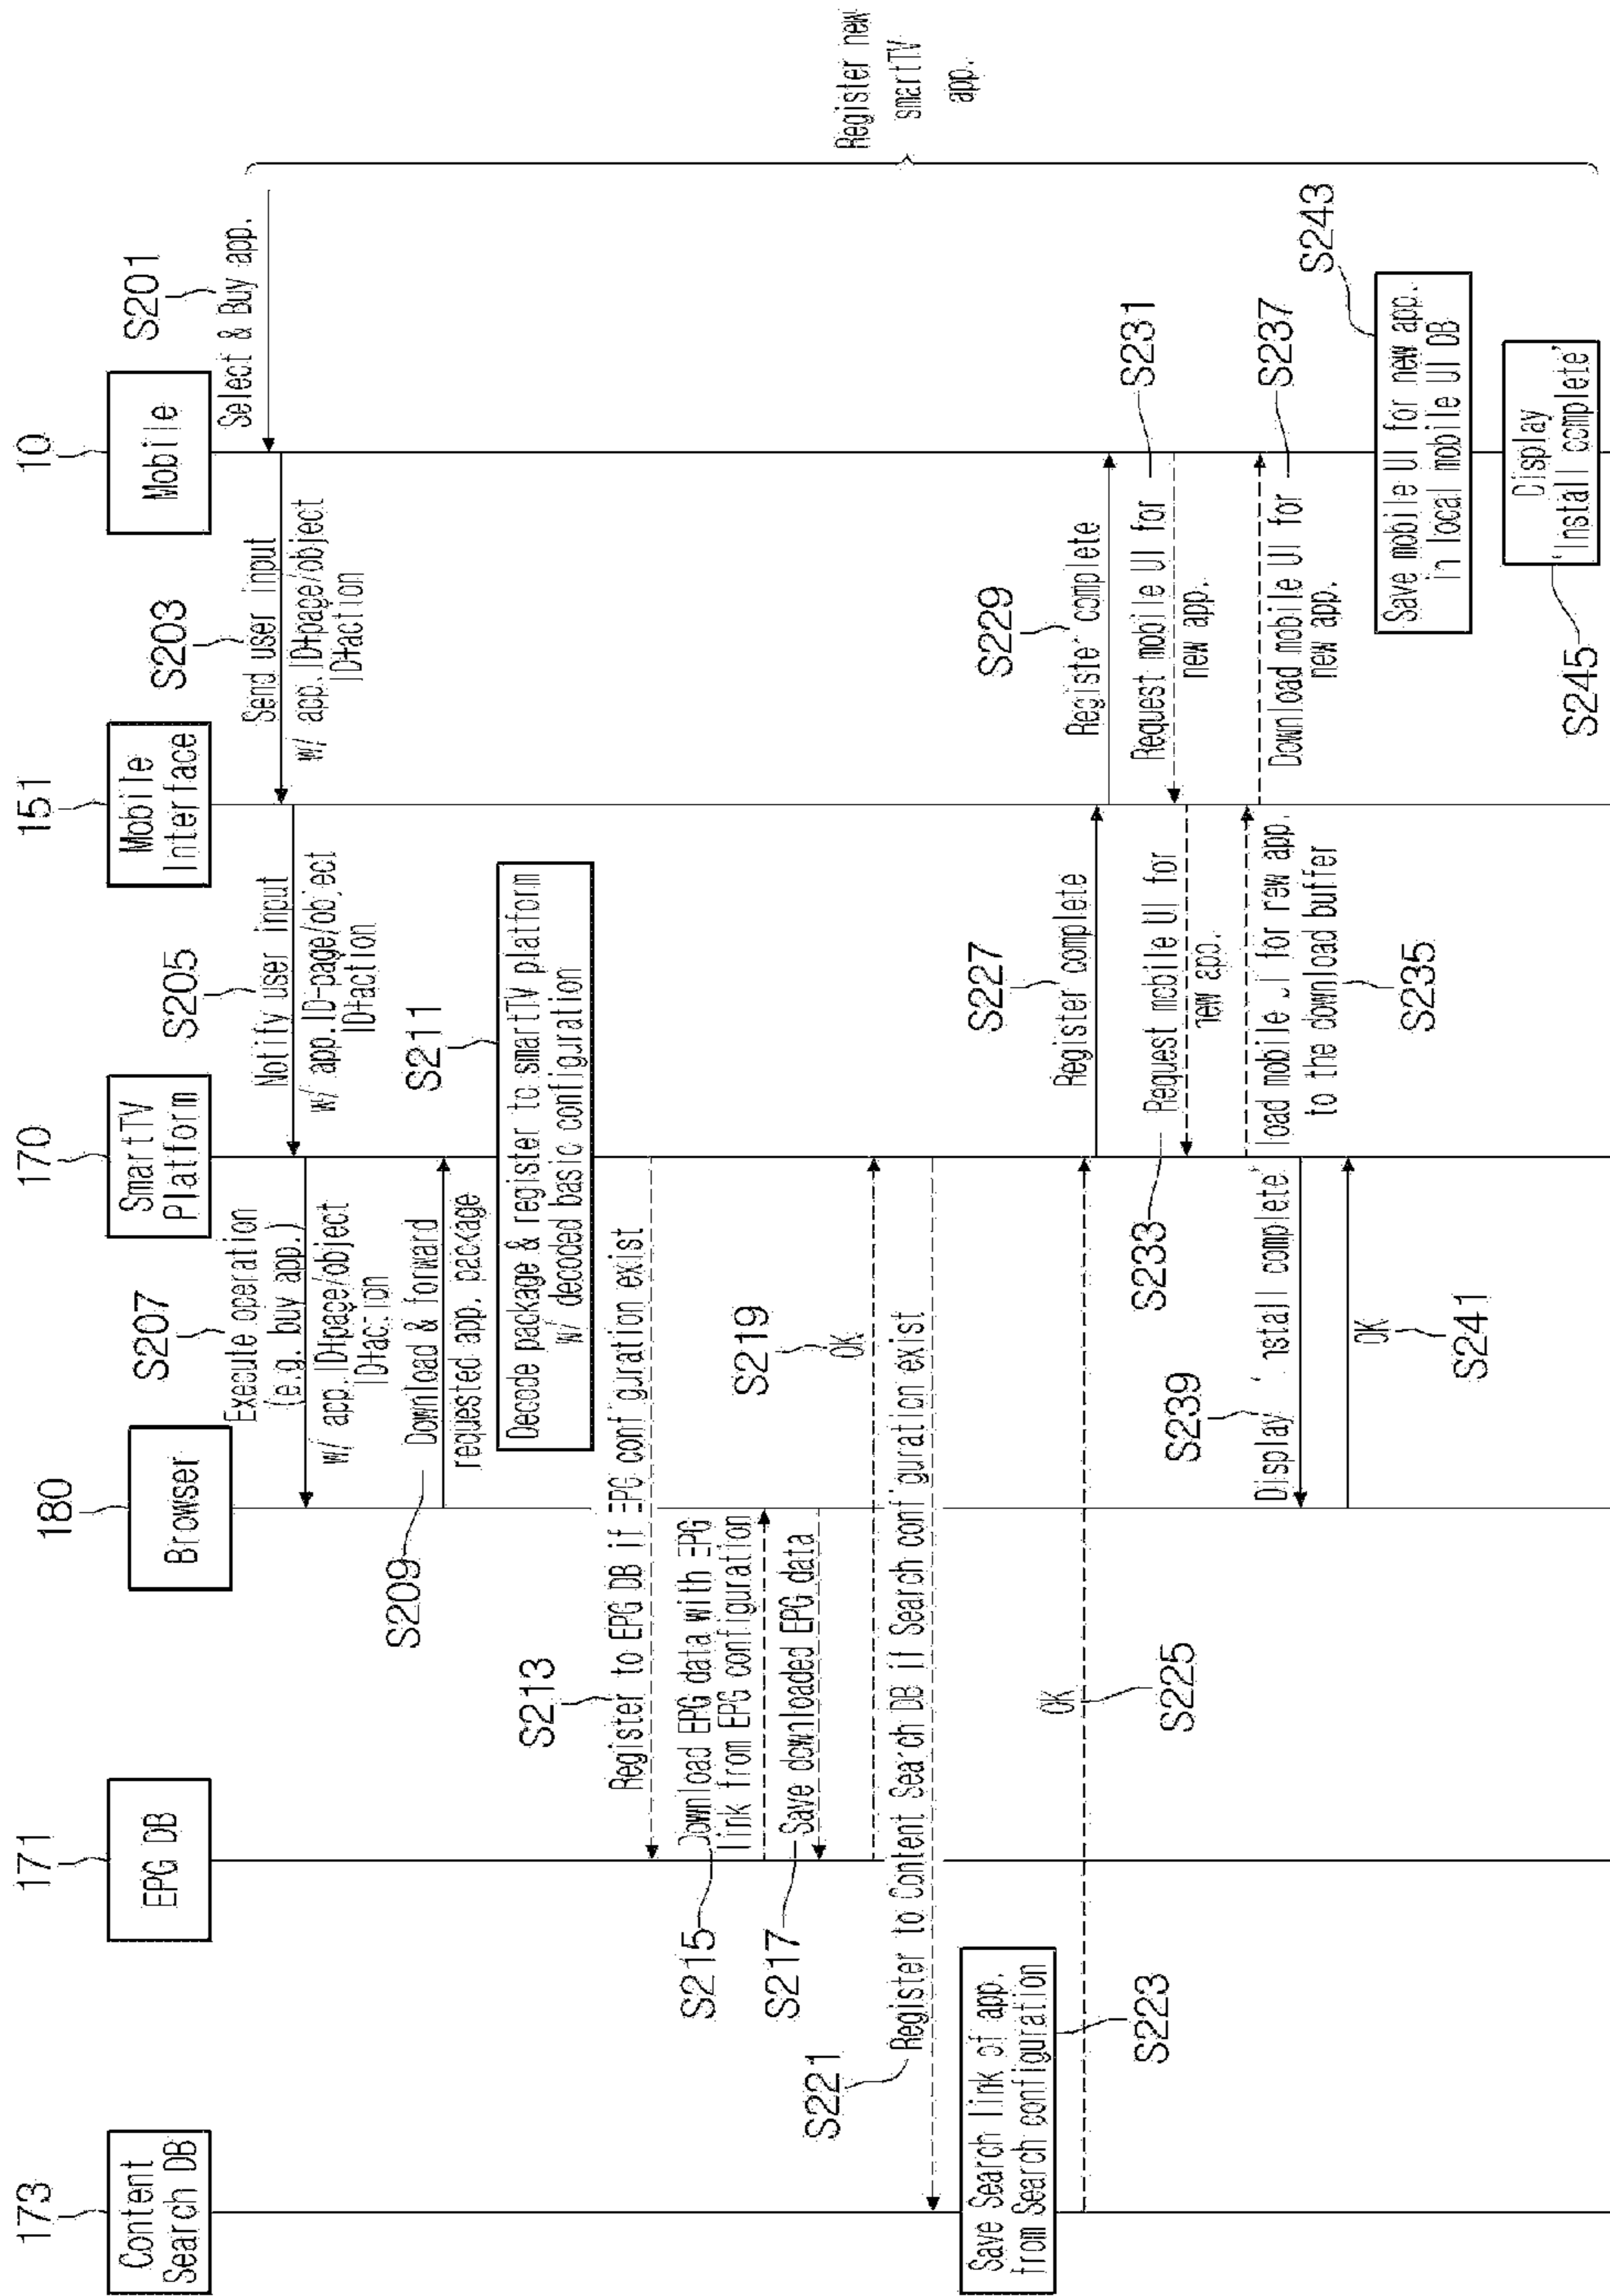 173
171
180
170
151
10
Content
Search DB
EPG DB
Browser
SmartTV
Platform
Mobile
Interface
Mobile
S201
Select & Buy app.
S203
Send user input
w/ app.ID+page/object
ID+action
S205
Notify user input
w/ app.ID+page/object
ID+action
S207
Execute operation
(e.g. buy app.)
w/ app.ID+page/object
ID+action
S209
Download & forward
requested app. package
S211
Decode package & register to smartTV platform
w/ decoded basic configuration
S213
Register to EPG DB if EPG configuration exist
S215
Download EPG data with EPG
link from EPG configuration
S217
Save downloaded EPG data
S219
OK
S221
Register to Content Search DB if Search configuration exist
Save Search link of app.
from Search configuration
S223
OK
S225
S227
Register complete
S229
Register complete
S231
Request mobile UI for
new app.
S233
Request mobile UI for
new app.
load mobile UI for new app.
to the download buffer
S235
S237
Download mobile UI for
new app.
S239
Display 'Install complete'
OK
S241
S243
Save mobile UI for new app.
in local mobile UI DB
Display
'Install complete'
S245
Register new
smartTV
app.